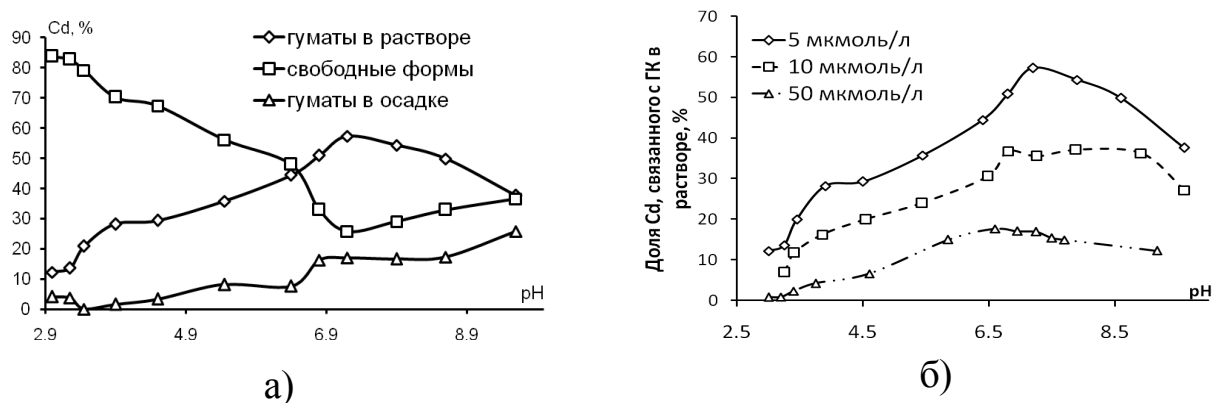 Cd, %
90
80
70
60
50
40
30
20
10
0
гуматы в растворе
свободные формы
гуматы в осадке
pH
2.9
4.9
6.9
8.9
а)
Доля Cd, связанного с ГК в
растворе, %
70
60
50
40
30
20
10
0
5 мкмоль/л
10 мкмоль/л
50 мкмоль/л
pH
2.5
4.5
6.5
8.5
б)